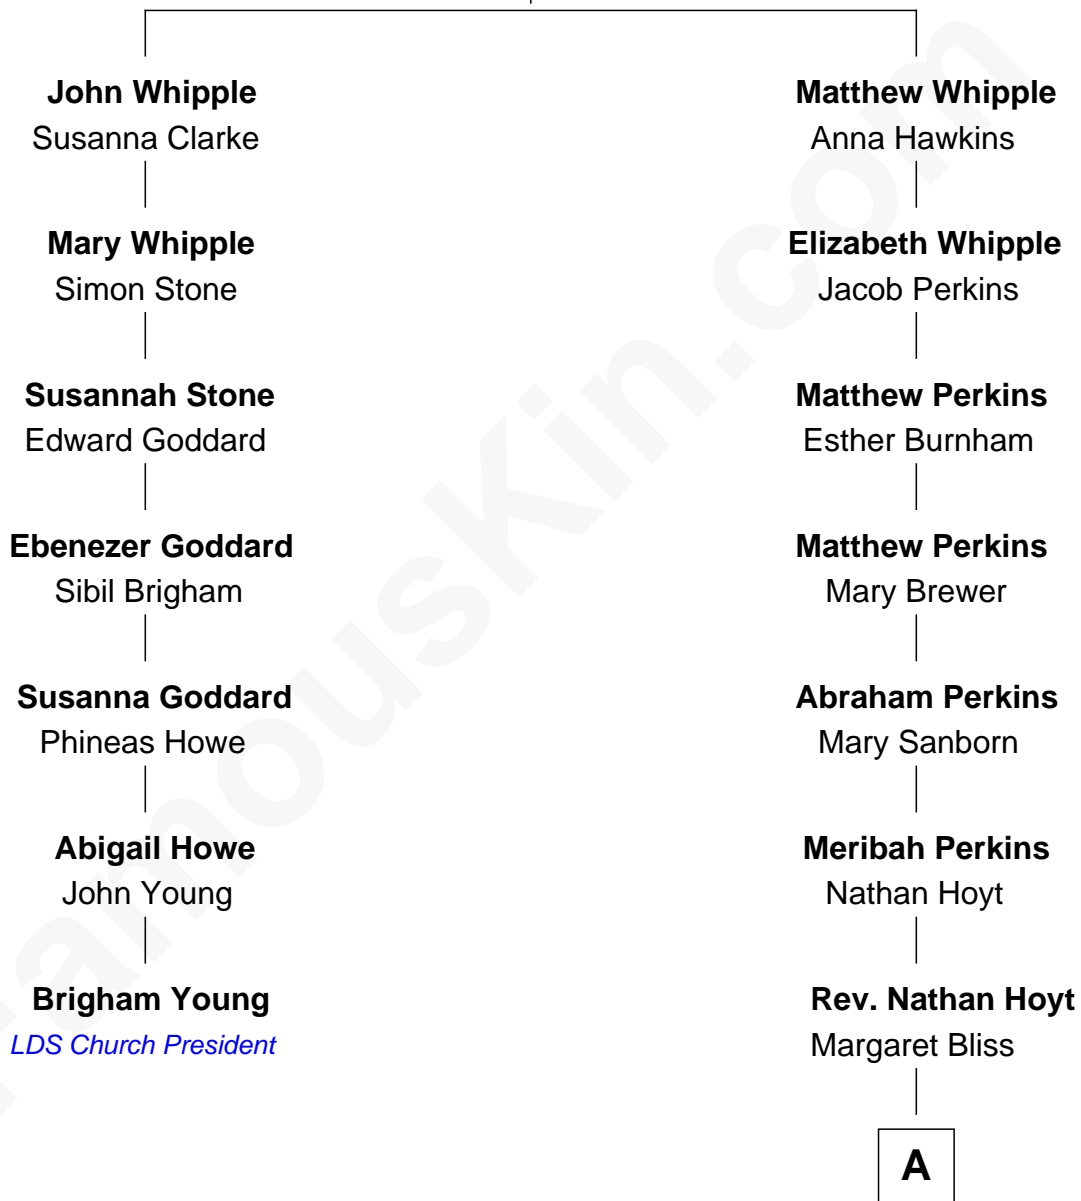 John Whipple
Susanna Clarke
Mary Whipple
Simon Stone
Susannah Stone
Edward Goddard
Ebenezer Goddard
Sibil Brigham
Susanna Goddard
Phineas Howe
Abigail Howe
John Young
Brigham Young
LDS Church President
Matthew Whipple
Anna Hawkins
Elizabeth Whipple
Jacob Perkins
Matthew Perkins
Esther Burnham
Matthew Perkins
Mary Brewer
Abraham Perkins
Mary Sanborn
Meribah Perkins
Nathan Hoyt
Rev. Nathan Hoyt
Margaret Bliss
A
FamousKin.com